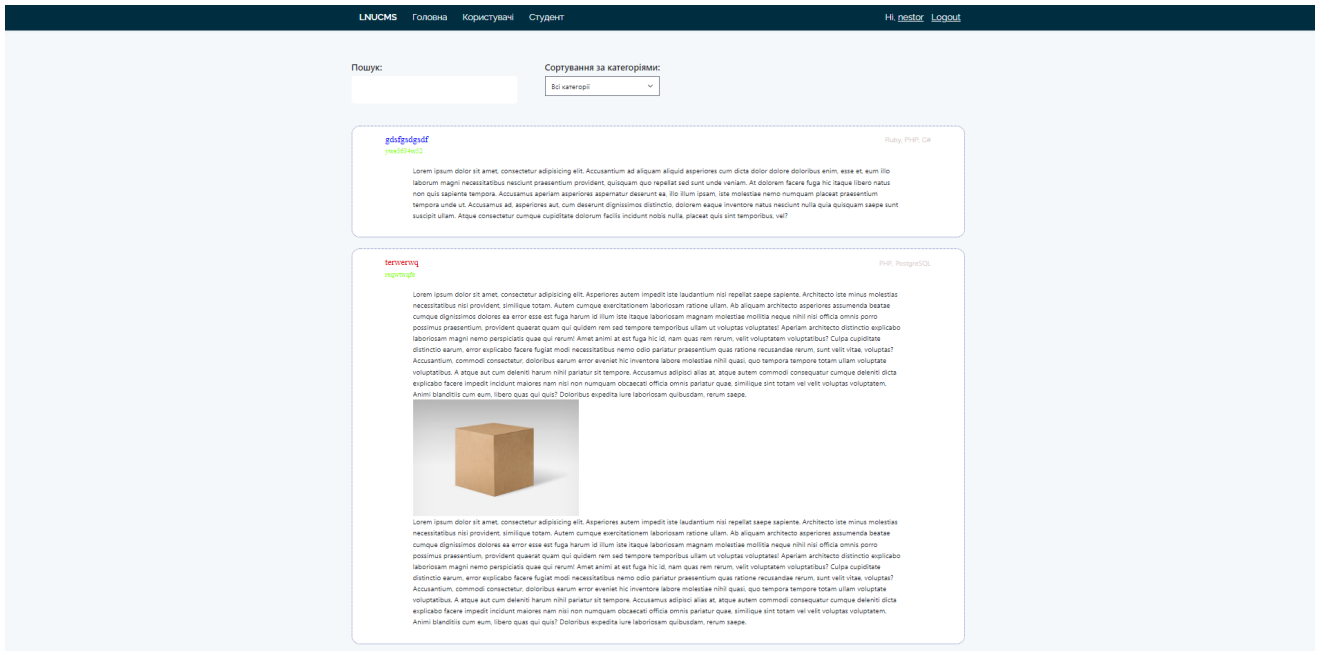 LNUCMS Головна Користувачі Студент Hi, nestor Logout
Пошук:
Сортування за категоріями:
Всі категорії
gdsfgsdgsdf
Ruby, PHP, C#
Lorem ipsum dolor sit amet, consectetur adipisicing elit. Accusantium ad aliquam aliquid asperiores cum dicta dolor dolore doloribus enim, esse et, eum illo
laborum magni necessitatibus nesciunt praesentium provident, quisquam quo repellat sed sunt unde veniam. At dolorem facere fuga hic itaque libero natus
non quis sapiente tempora. Accusamus aperiam asperiores aspernatur deserunt ea, illo illum ipsam, iste molestiae nemo numquam placeat praesentium
tempora unde ut. Accusamus ad, asperiores aut, cum deserunt dignissimos distinctio, dolorem eaque inventore natus nesciunt nulla quia quisquam saepe sunt
suscipit ullam. Atque consectetur cumque cupiditate dolorum facilis incidunt nobis nulla, placeat quis sint temporibus, vel?
terwerwq
PHP, PostgreSQL
Lorem ipsum dolor sit amet, consectetur adipisicing elit. Asperiores autem impedit iste laudantium nisi repellat saepe sapiente. Architecto iste minus molestias
necessitatibus nisi provident, similique totam. Autem cumque exercitationem laboriosam ratione ullam. Ab aliquam architecto asperiores assumenda beatae
cumque dignissimos dolores ea error esse est fuga harum id illum iste itaque laboriosam magnam molestiae mollitia neque nihil nisi officia omnis porro
possimus praesentium, provident quaerat quam qui quidem rem sed tempore temporibus ullam ut voluptas voluptates! Aperiam architecto distinctio explicabo
laboriosam magni nemo perspiciatis quae qui rerum! Amet animi at est fuga hic id, nam quas rem rerum, velit voluptatem voluptatibus? Culpa cupiditate
distinctio earum, error explicabo facere fugiat modi necessitatibus nemo odio pariatur praesentium quas ratione recusandae rerum, sunt velit vitae, voluptas?
Accusantium, commodi consectetur, doloribus earum error eveniet hic inventore labore molestiae nihil quasi, quo tempora tempore totam ullam voluptate
voluptatibus. A atque aut cum deleniti harum nihil pariatur sit tempore. Accusamus adipisci alias at, atque autem commodi consequatur cumque deleniti dicta
explicabo facere impedit incidunt maiores nam nisi non numquam obcaecati officia omnis pariatur quae, similique sint totam vel velit voluptas voluptatem.
Animi blanditiis cum eum, libero quas qui quis? Doloribus expedita iure laboriosam quibusdam, rerum saepe.
Lorem ipsum dolor sit amet, consectetur adipisicing elit. Asperiores autem impedit iste laudantium nisi repellat saepe sapiente. Architecto iste minus molestias
necessitatibus nisi provident, similique totam. Autem cumque exercitationem laboriosam ratione ullam. Ab aliquam architecto asperiores assumenda beatae
cumque dignissimos dolores ea error esse est fuga harum id illum iste itaque laboriosam magnam molestiae mollitia neque nihil nisi officia omnis porro
possimus praesentium, provident quaerat quam qui quidem rem sed tempore temporibus ullam ut voluptas voluptates! Aperiam architecto distinctio explicabo
laboriosam magni nemo perspiciatis quae qui rerum! Amet animi at est fuga hic id, nam quas rem rerum, velit voluptatem voluptatibus? Culpa cupiditate
distinctio earum, error explicabo facere fugiat modi necessitatibus nemo odio pariatur praesentium quas ratione recusandae rerum, sunt velit vitae, voluptas?
Accusantium, commodi consectetur, doloribus earum error eveniet hic inventore labore molestiae nihil quasi, quo tempora tempore totam ullam voluptate
voluptatibus. A atque aut cum deleniti harum nihil pariatur sit tempore. Accusamus adipisci alias at, atque autem commodi consequatur cumque deleniti dicta
explicabo facere impedit incidunt maiores nam nisi non numquam obcaecati officia omnis pariatur quae, similique sint totam vel velit voluptas voluptatem.
Animi blanditiis cum eum, libero quas qui quis? Doloribus expedita iure laboriosam quibusdam, rerum saepe.